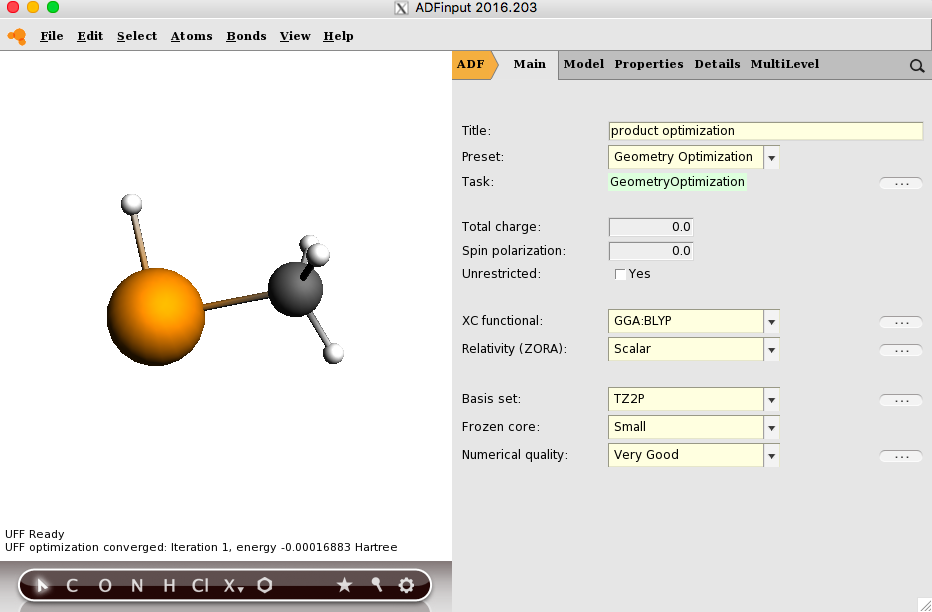 ADFinput 2016.203
File Edit Select Atoms Bonds View Help
ADF Main Model Properties Details MultiLevel
Title: product optimization
Preset: Geometry Optimization
Task: GeometryOptimization ...
Total charge: 0.0
Spin polarization: 0.0
Unrestricted: Yes
XC functional: GGA:BLYP ...
Relativity (ZORA): Scalar ...
Basis set: TZ2P ...
Frozen core: Small
Numerical quality: Very Good ...
UFF Ready
UFF optimization converged: Iteration 1, energy -0.00016883 Hartree
C O N H Cl X